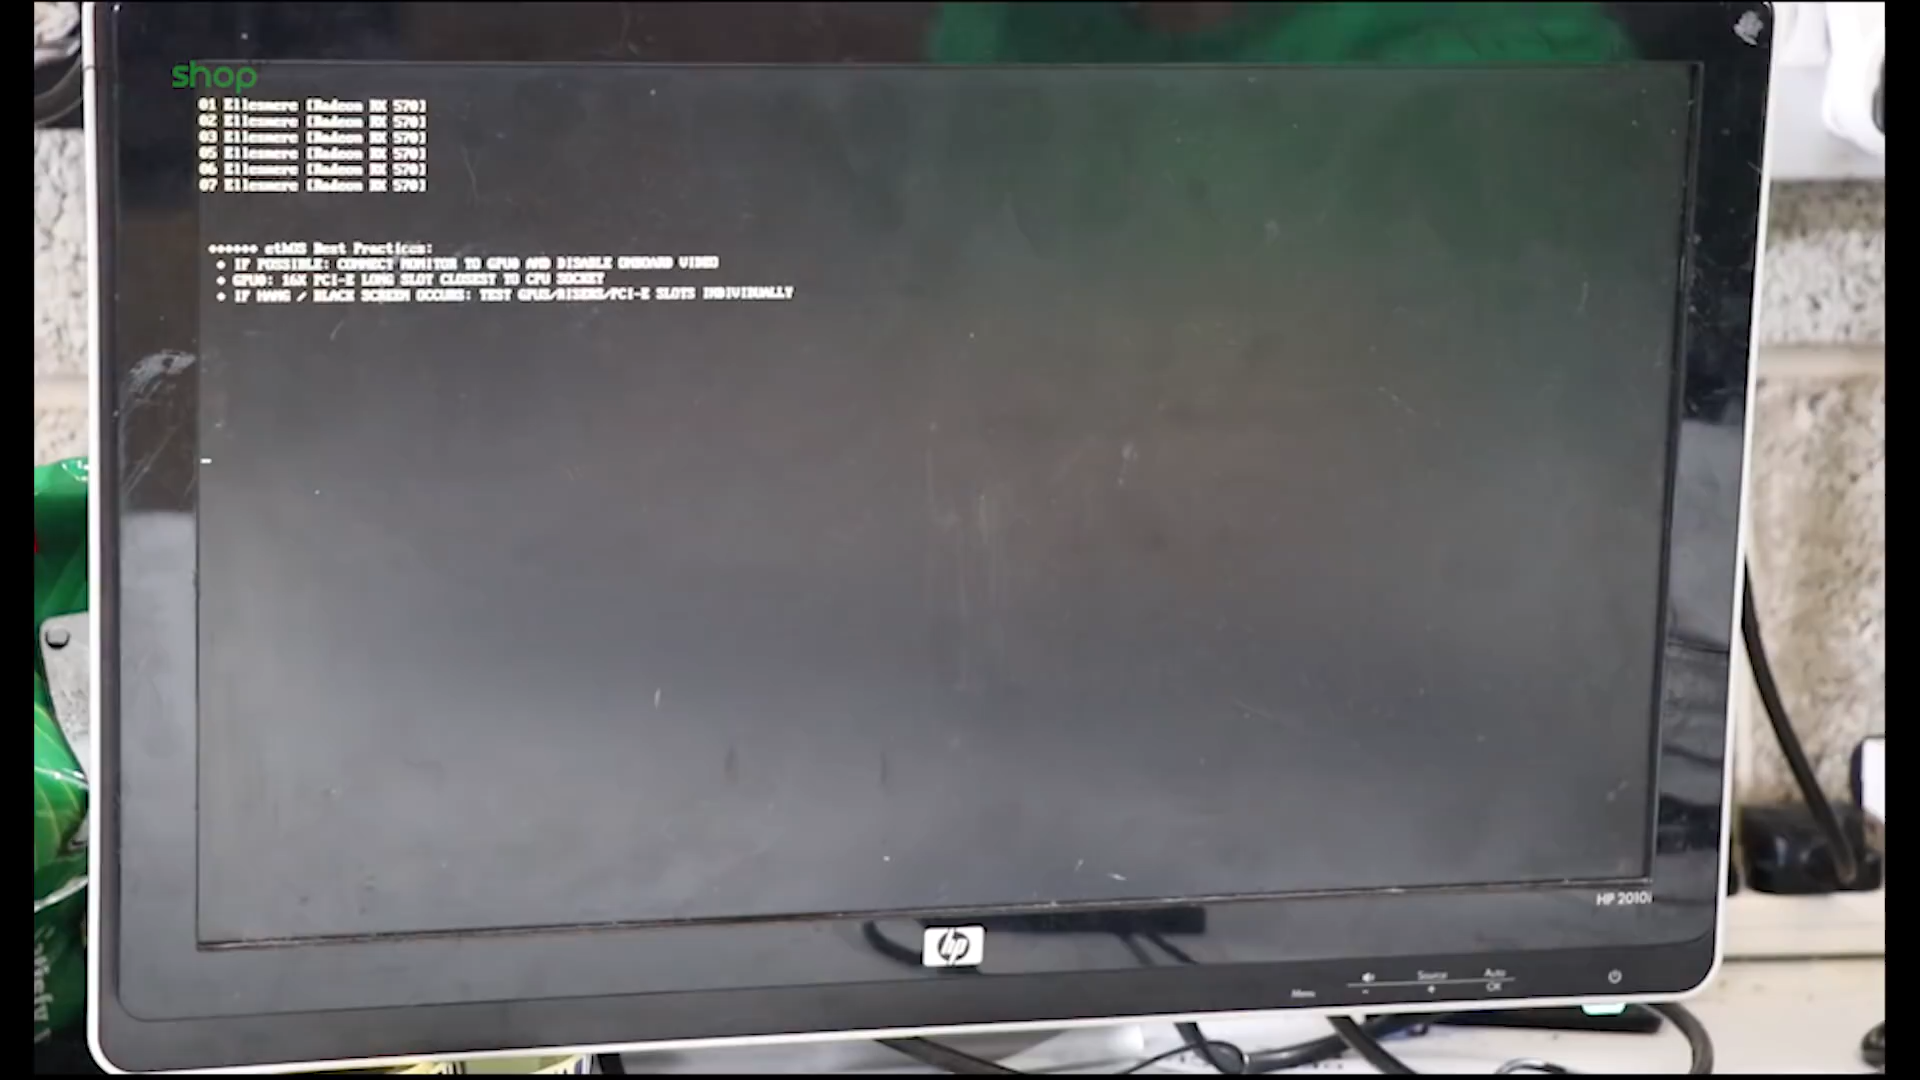 shop
01 Ellesmere [Radeon RX 570]
02 Ellesmere [Radeon RX 570]
03 Ellesmere [Radeon RX 570]
05 Ellesmere [Radeon RX 570]
06 Ellesmere [Radeon RX 570]
07 Ellesmere [Radeon RX 570]
ethOS Best Practices:
IF POSSIBLE: CONNECT MONITOR TO GPU0 AND DISABLE ONBOARD VIDEO
GPU0: 16X PCI-E LONG SLOT CLOSEST TO CPU SOCKET
IF HANG / BLACK SCREEN OCCURS: TEST GPUS/RISERS/PCI-E SLOTS INDIVIDUALLY
HP 2010i
hp
Menu - Source + Auto OK